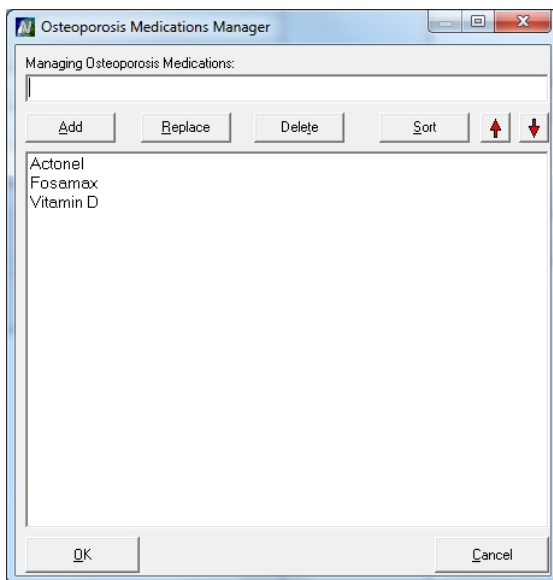 Osteoporosis Medications Manager
Managing Osteoporosis Medications:
Add Replace Delete Sort
Actonel
Fosamax
Vitamin D
OK Cancel